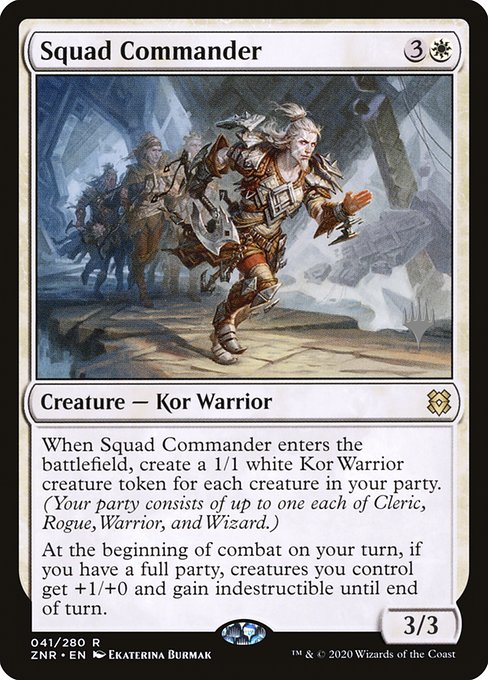 Squad Commander 3
Creature — Kor Warrior
When Squad Commander enters the
battlefield, create a 1/1 white Kor Warrior
creature token for each creature in your party.
(Your party consists of up to one each of Cleric,
Rogue, Warrior, and Wizard.)
At the beginning of combat on your turn, if
you have a full party, creatures you control
get +1/+0 and gain indestructible until end
of turn.
3/3
041/280 R
ZNR • EN Ekaterina Burmak
™ & © 2020 Wizards of the Coast